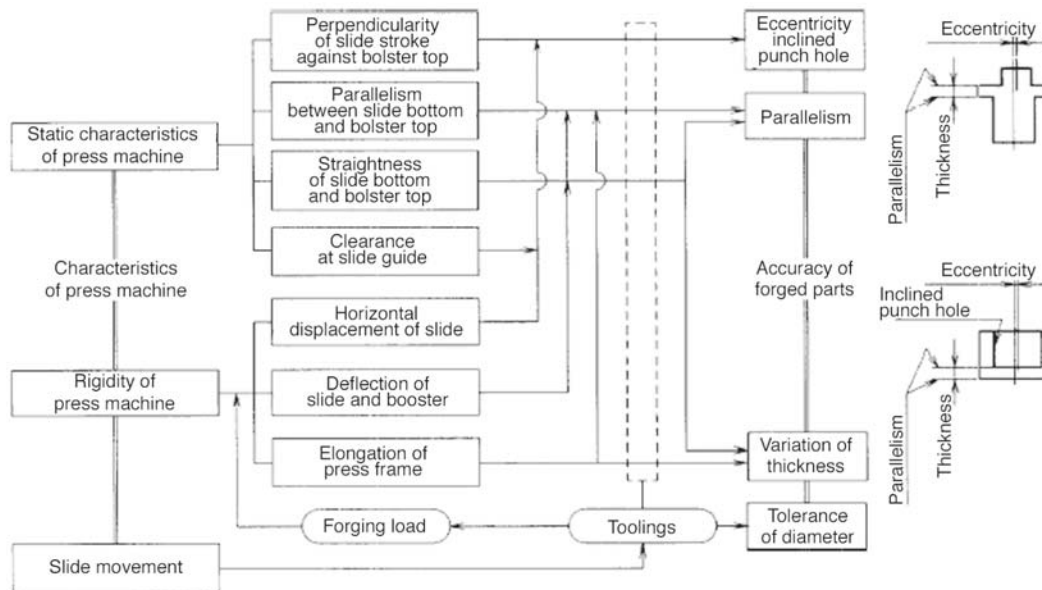 Perpendicularity
of slide stroke
against bolster top
Parallelism
between slide bottom
and bolster top
Straightness
of slide bottom
and bolster top
Clearance
at slide guide
Horizontal
displacement of slide
Deflection of
slide and booster
Elongation of
press frame
Static characteristics
of press machine
Characteristics
of press machine
Rigidity of
press machine
Slide movement
Forging load
Toolings
Eccentricity
inclined
punch hole
Parallelism
Accuracy of
forged parts
Variation of
thickness
Tolerance
of diameter
Eccentricity
Parallelism
Thickness
Eccentricity
Inclined
punch hole
Parallelism
Thickness